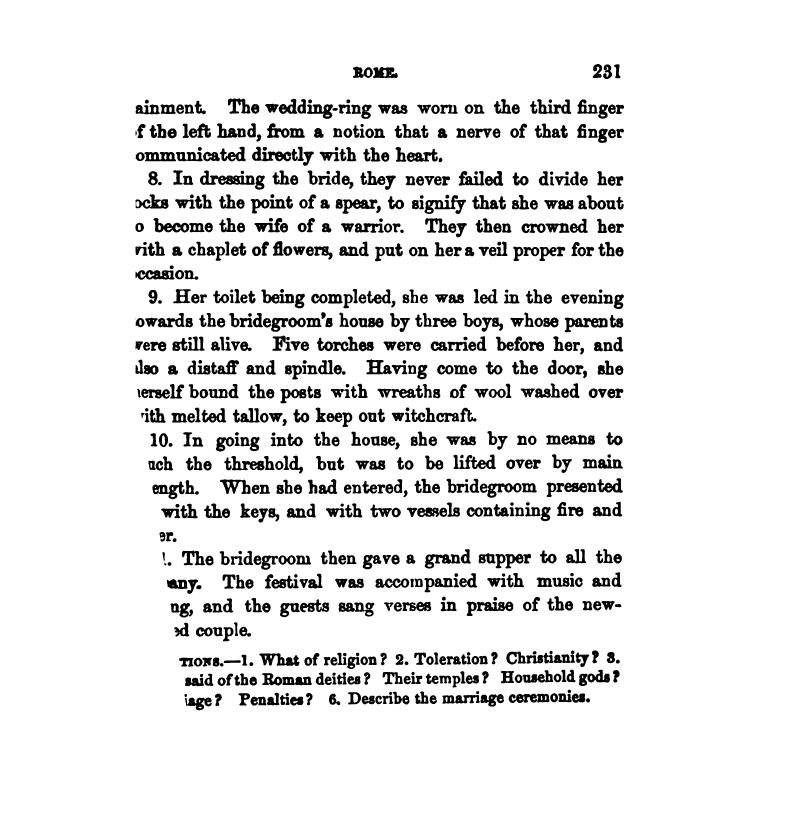 ROME. 231
ainment. The wedding-ring was worn on the third finger
f the left hand, from a notion that a nerve of that finger
ommunicated directly with the heart.
8. In dressing the bride, they never failed to divide her
ocks with the point of a spear, to signify that she was about
o become the wife of a warrior. They then crowned her
with a chaplet of flowers, and put on her a veil proper for the
occasion.
9. Her toilet being completed, she was led in the evening
owards the bridegroom's house by three boys, whose parents
were still alive. Five torches were carried before her, and
also a distaff and spindle. Having come to the door, she
herself bound the posts with wreaths of wool washed over
with melted tallow, to keep out witchcraft.
10. In going into the house, she was by no means to
uch the threshold, but was to be lifted over by main
ength. When she had entered, the bridegroom presented
with the keys, and with two vessels containing fire and
er.
. The bridegroom then gave a grand supper to all the
any. The festival was accompanied with music and
ng, and the guests sang verses in praise of the new-
ed couple.
TIONS.—1. What of religion? 2. Toleration? Christianity? 3.
said of the Roman deities? Their temples? Household gods?
iage? Penalties? 6. Describe the marriage ceremonies.